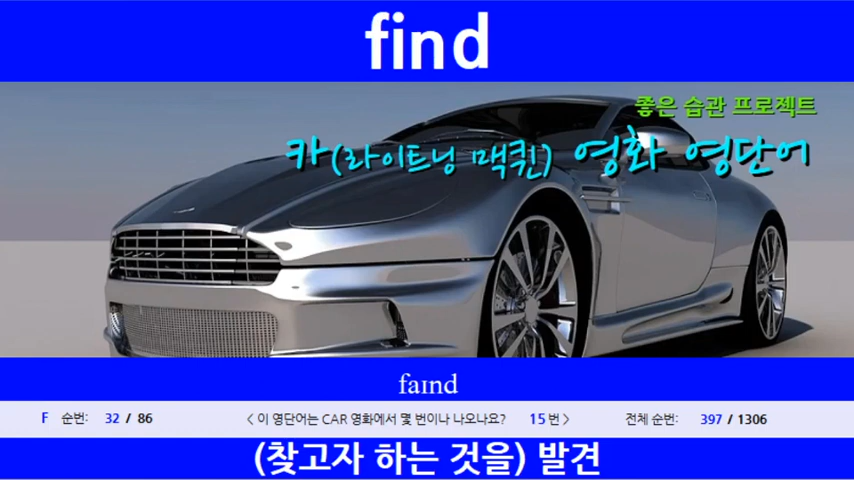 find
좋은 습관 프로젝트
카(라이트닝 맥퀸) 영화 영단어
faɪnd
F 순번: 32 / 86 < 이 영단어는 CAR 영화에서 몇 번이나 나오나요? 15번 > 전체 순번: 397 / 1306
(찾고자 하는 것을) 발견